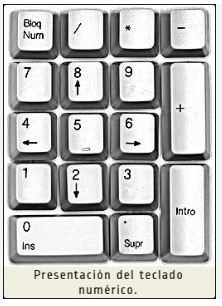 Bloq Num / * -
7 8 ↑ 9 +
4 ← 5 6 →
1 2 ↓ 3 Intro
0 Ins . Supr
Presentación del teclado
numérico.